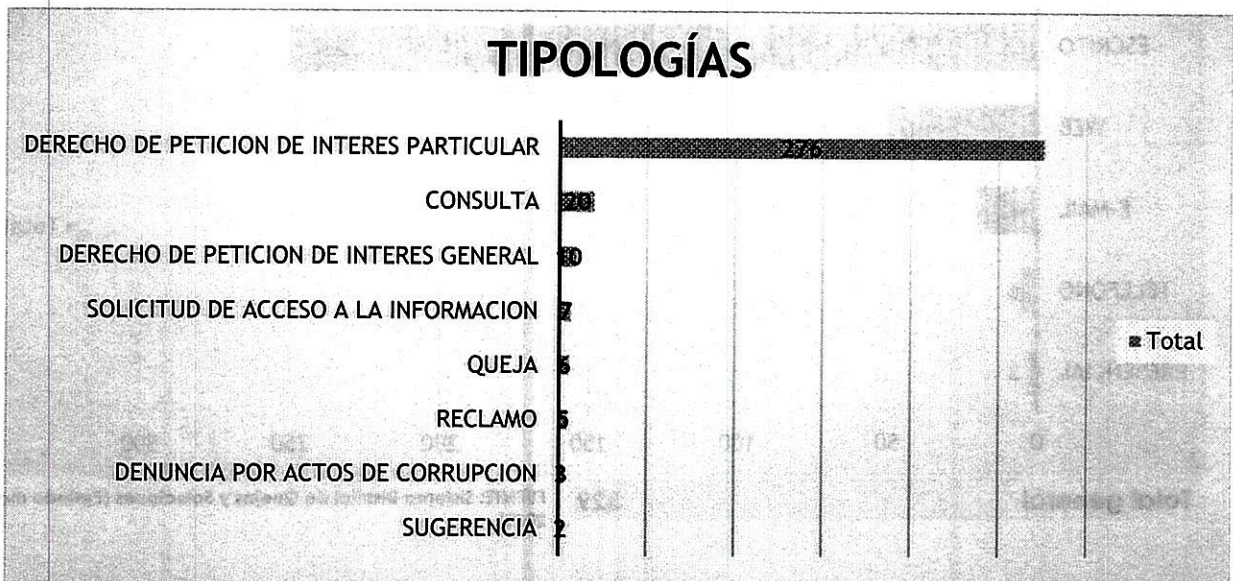 TIPOLOGÍAS
DERECHO DE PETICION DE INTERES PARTICULAR 276
CONSULTA 20
DERECHO DE PETICION DE INTERES GENERAL 10
SOLICITUD DE ACCESO A LA INFORMACION 7
QUEJA 6
RECLAMO 5
DENUNCIA POR ACTOS DE CORRUPCION 3
SUGERENCIA 2
Total